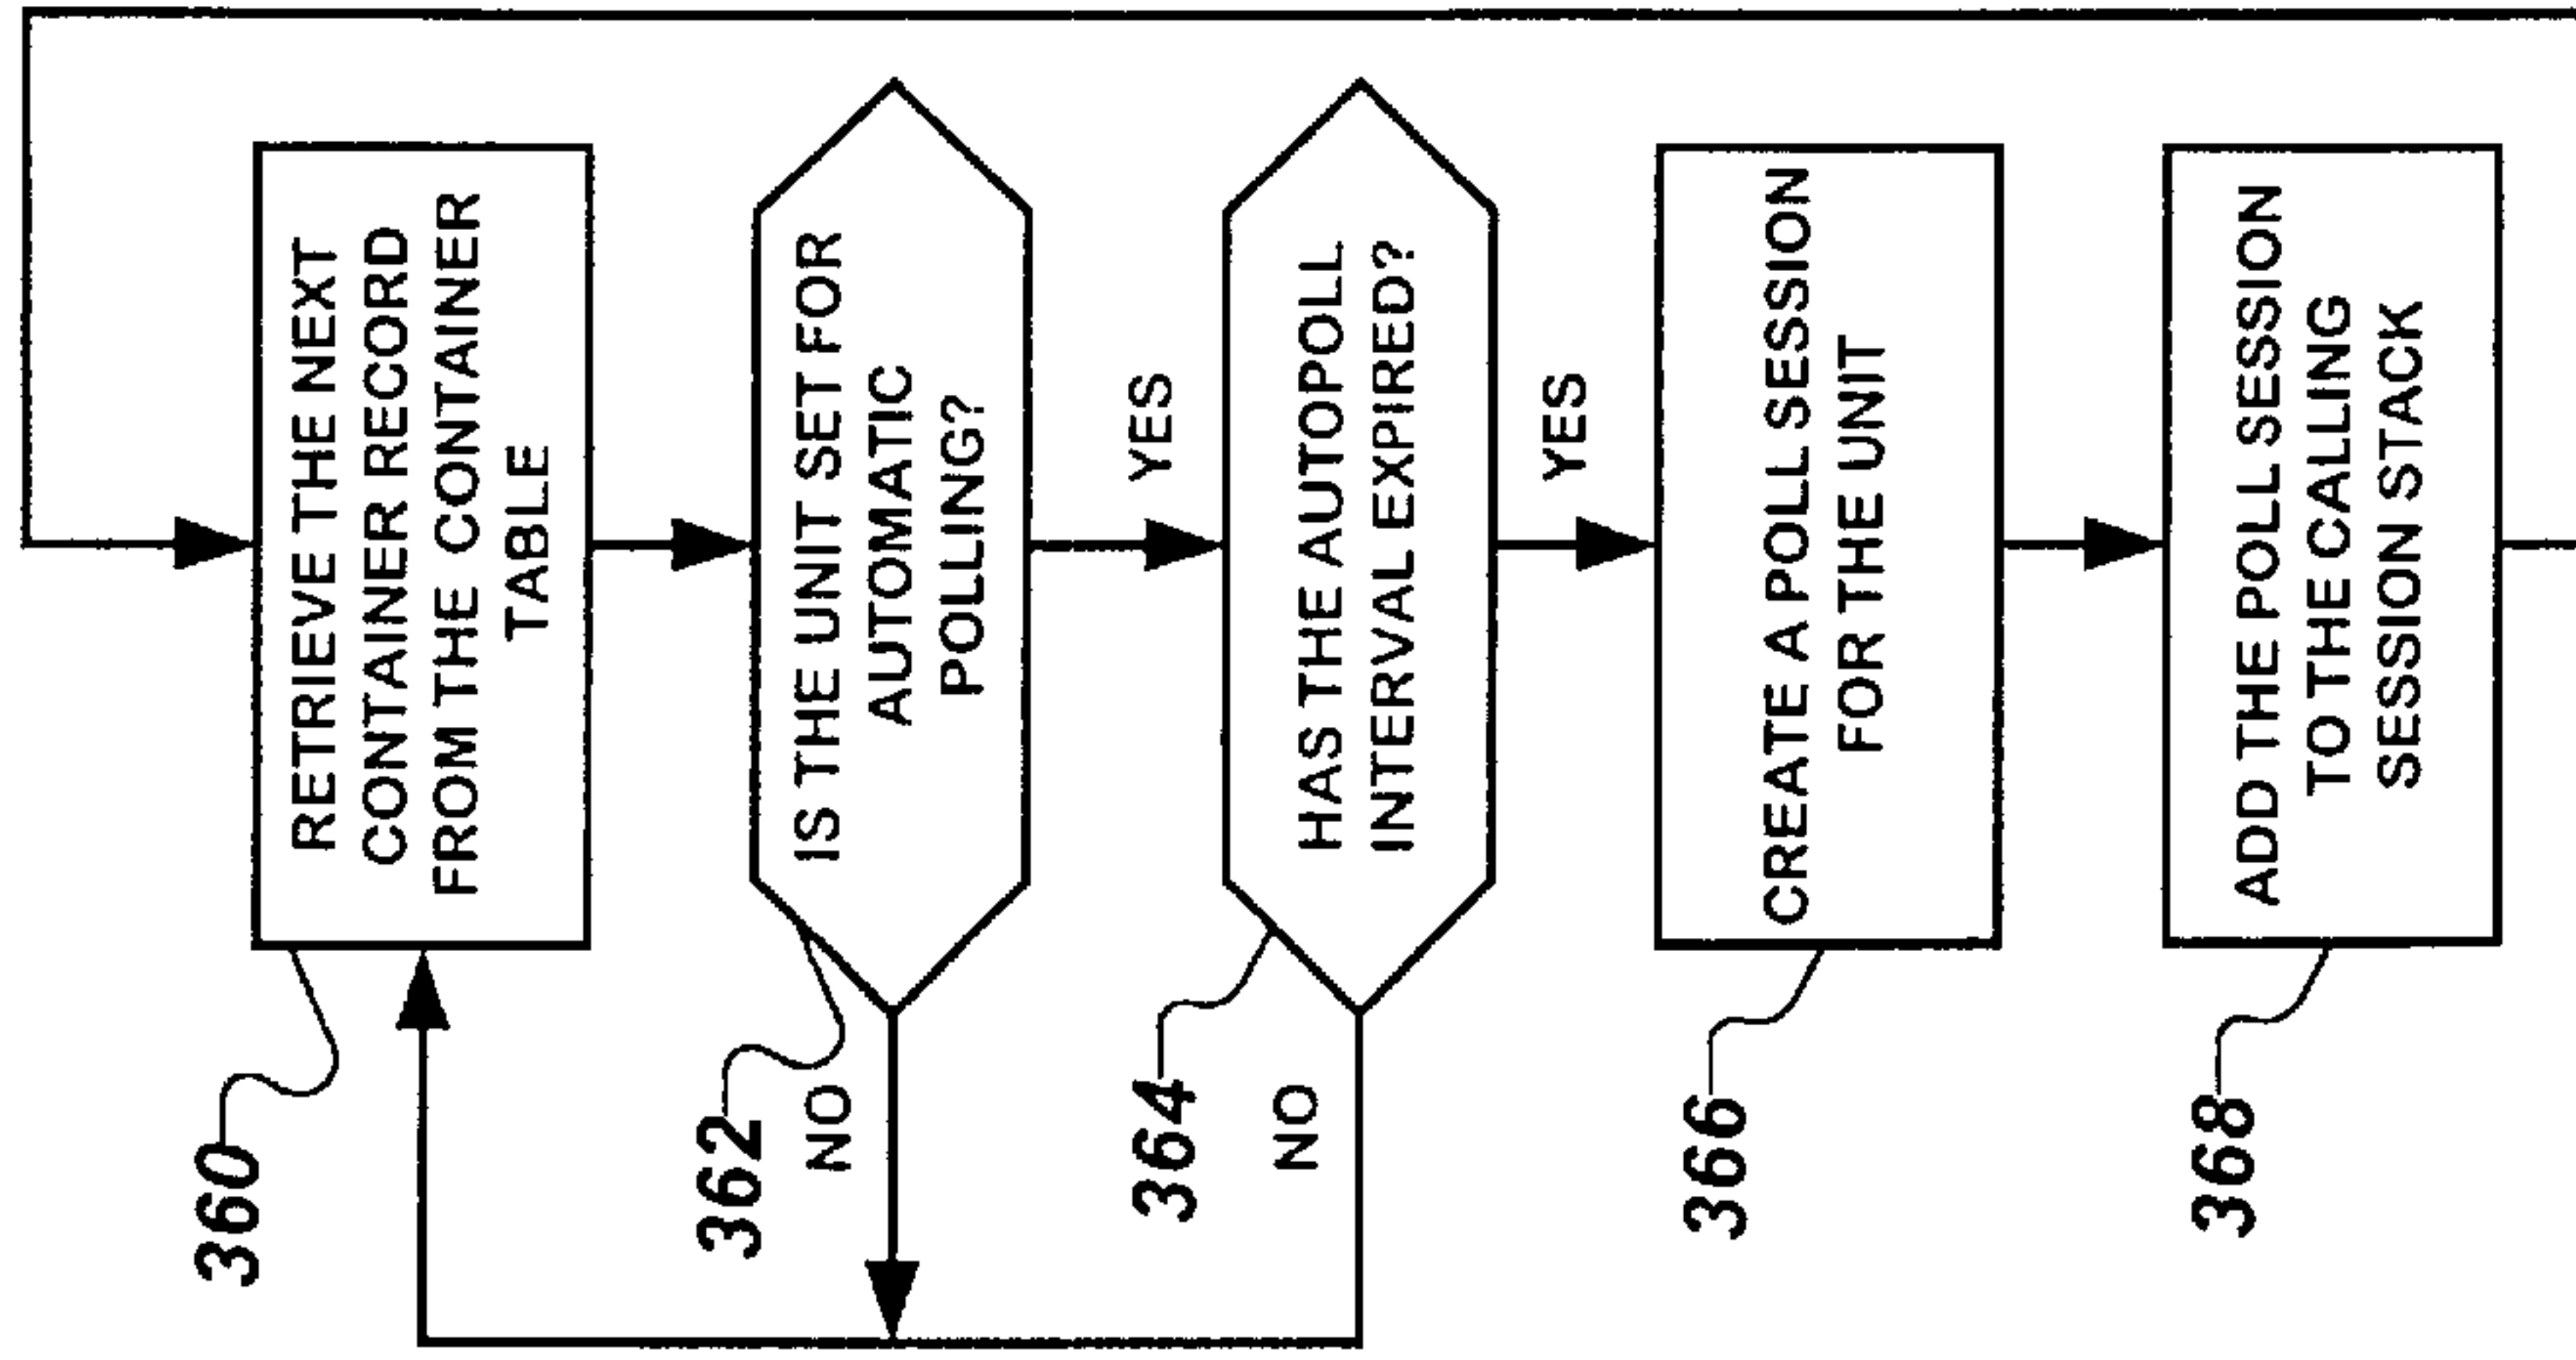 360
RETRIEVE THE NEXT
CONTAINER RECORD
FROM THE CONTAINER
TABLE
362
NO
IS THE UNIT SET FOR
AUTOMATIC
POLLING?
YES
364
NO
HAS THE AUTOPOLL
INTERVAL EXPIRED?
YES
366
CREATE A POLL SESSION
FOR THE UNIT
368
ADD THE POLL SESSION
TO THE CALLING
SESSION STACK